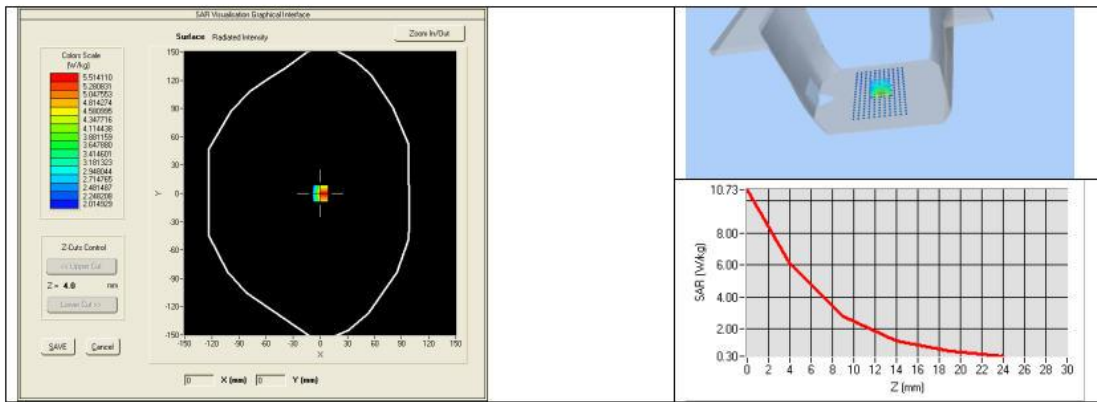 SAR Visualisation Graphical Interface
Surface Radiated Intensity
Zoom In/Out
Colors Scale
(W/kg)
5.514110
5.280831
5.047553
4.814274
4.580995
4.347716
4.114438
3.881159
3.647880
3.414601
3.181323
2.948044
2.714765
2.481487
2.248208
2.014929
Z-Cuts Control
<< Upper Cut
Z = 4.0 mm
Lower Cut >>
SAVE Cancel
150
120
90
60
30
0
-30
-60
-90
-120
-150
Y
-150 -120 -90 -60 -30 0 30 60 90 120 150
X
0 X (mm) 0 Y (mm)
10.73
8.00
6.00
4.00
2.00
0.30
SAR (W/kg)
0 2 4 6 8 10 12 14 16 18 20 22 24 26 28 30
Z (mm)